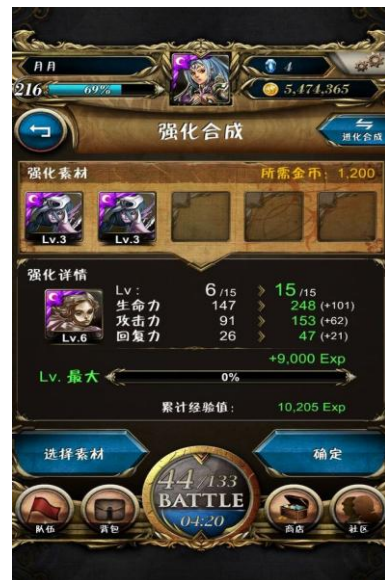 月月
4
216 69%
5,474,365
强化合成
进化合成
强化素材 所需金币: 1,200
Lv.3 Lv.3
强化详情
Lv.6
Lv: 6/15 15/15
生命力 147 248 (+101)
攻击力 91 153 (+62)
回复力 26 47 (+21)
+9,000 Exp
Lv. 最大 0%
累计经验值: 10,205 Exp
选择素材 确定
44/133
BATTLE
04:20
队伍 背包 商店 社区